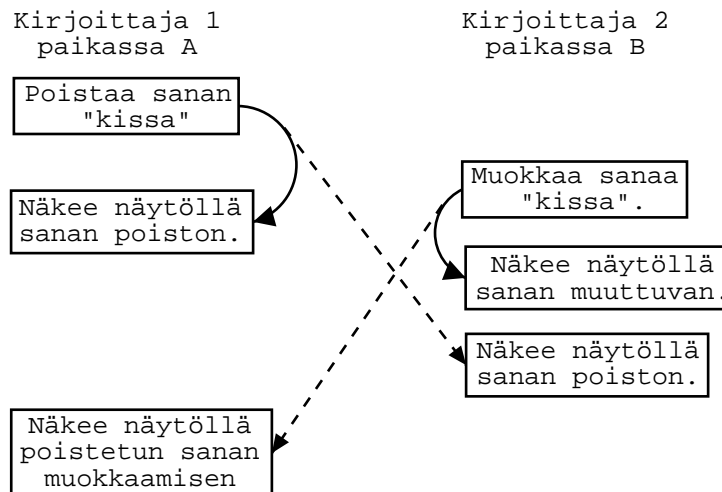 Kirjoittaja 1
paikassa A
Kirjoittaja 2
paikassa B
Poistaa sanan
"kissa"
Muokkaa sanaa
"kissa".
Näkee näytöllä
sanan poiston.
Näkee näytöllä
sanan muuttuvan.
Näkee näytöllä
sanan poiston.
Näkee näytöllä
poistetun sanan
muokkaamisen